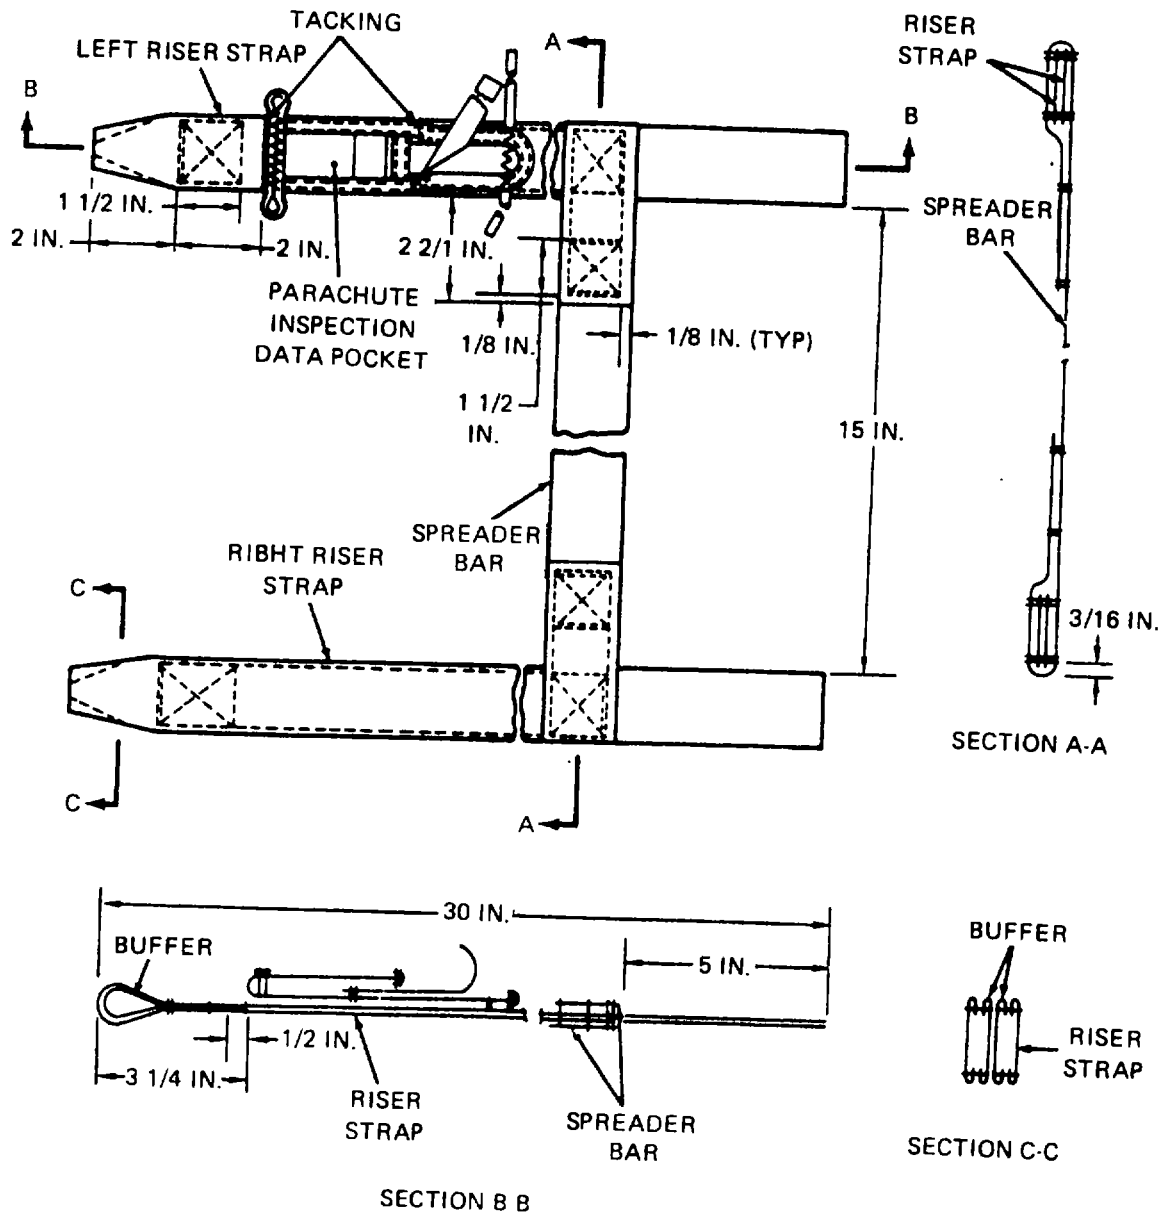 TACKING
LEFT RISER STRAP
A
B
B
1 1/2 IN.
2 IN.
2 IN.
2 2/1 IN.
PARACHUTE
INSPECTION
DATA POCKET
1/8 IN.
1/8 IN. (TYP)
1 1/2
IN.
15 IN.
SPREADER
BAR
RIBHT RISER
STRAP
C
C
A
RISER
STRAP
SPREADER
BAR
3/16 IN.
SECTION A-A
30 IN.
BUFFER
5 IN.
1/2 IN.
3 1/4 IN.
RISER
STRAP
SPREADER
BAR
SECTION B B
BUFFER
RISER
STRAP
SECTION C-C